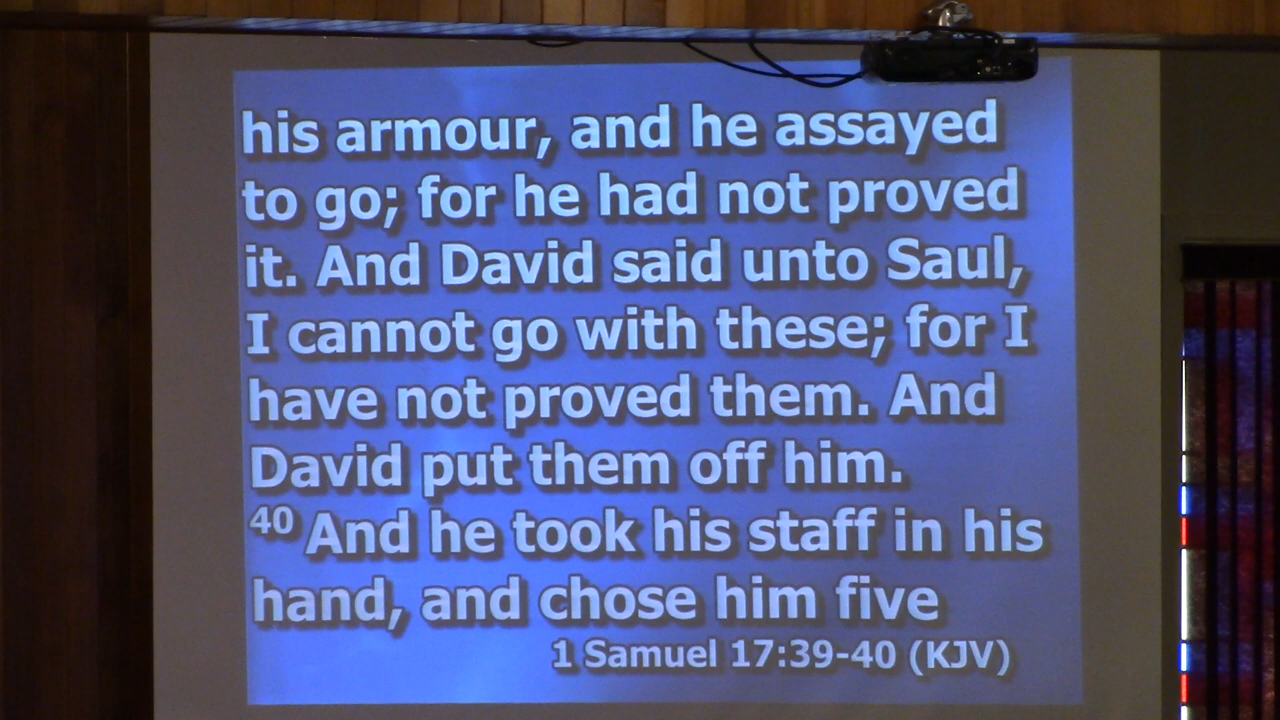 his armour, and he assayed
to go; for he had not proved
it. And David said unto Saul,
I cannot go with these; for I
have not proved them. And
David put them off him.
40 And he took his staff in his
hand, and chose him five
1 Samuel 17:39-40 (KJV)